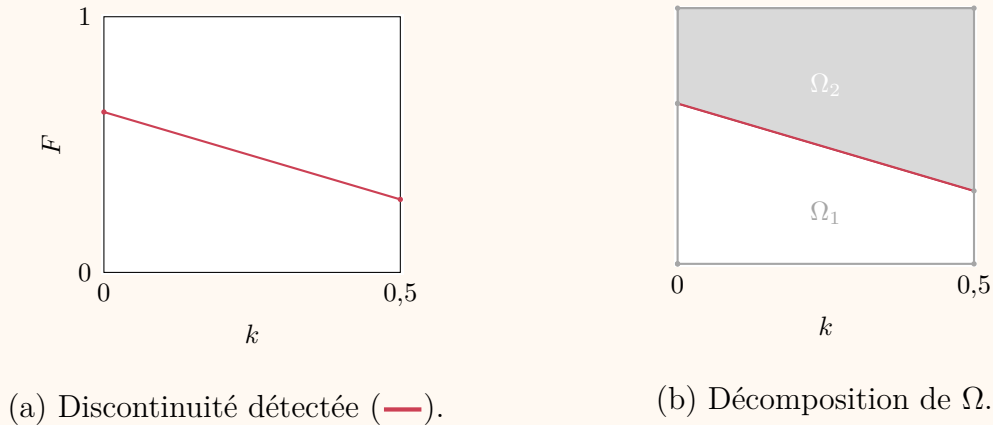 1
F
0
0
0,5
k
(a) Discontinuité détectée (—).
Ω₂
Ω₁
0
0,5
k
(b) Décomposition de Ω.